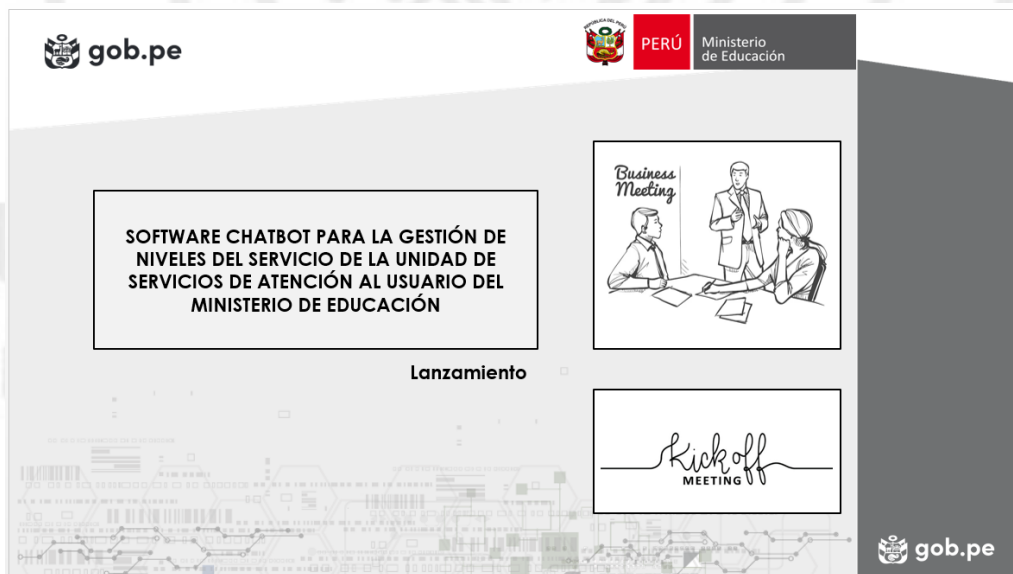 gob.pe
REPÚBLICA DEL PERÚ
PERÚ
Ministerio
de Educación
Business
Meeting
SOFTWARE CHATBOT PARA LA GESTIÓN DE
NIVELES DEL SERVICIO DE LA UNIDAD DE
SERVICIOS DE ATENCIÓN AL USUARIO DEL
MINISTERIO DE EDUCACIÓN
Lanzamiento
Kick off
MEETING
gob.pe